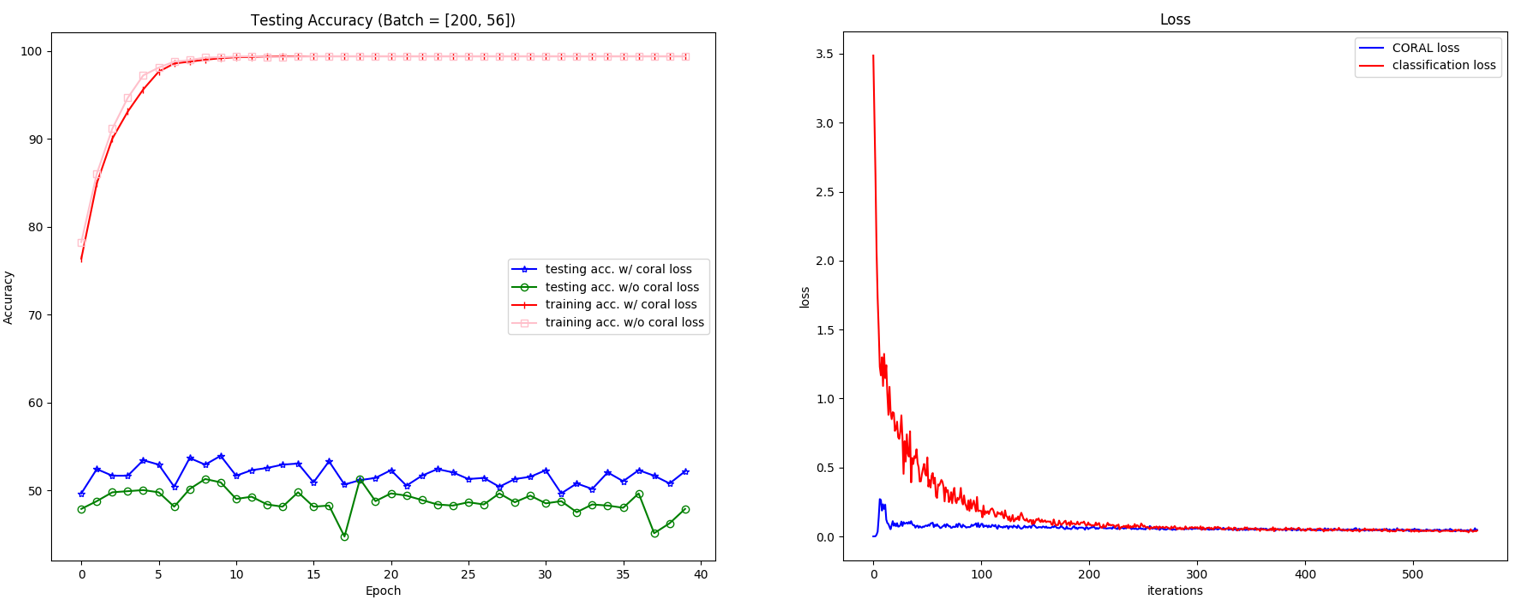 Testing Accuracy (Batch = [200, 56])
Accuracy
100
90
80
70
60
50
testing acc. w/ coral loss
testing acc. w/o coral loss
training acc. w/ coral loss
training acc. w/o coral loss
0 5 10 15 20 25 30 35 40
Epoch
Loss
loss
3.5
3.0
2.5
2.0
1.5
1.0
0.5
0.0
CORAL loss
classification loss
0 100 200 300 400 500
iterations